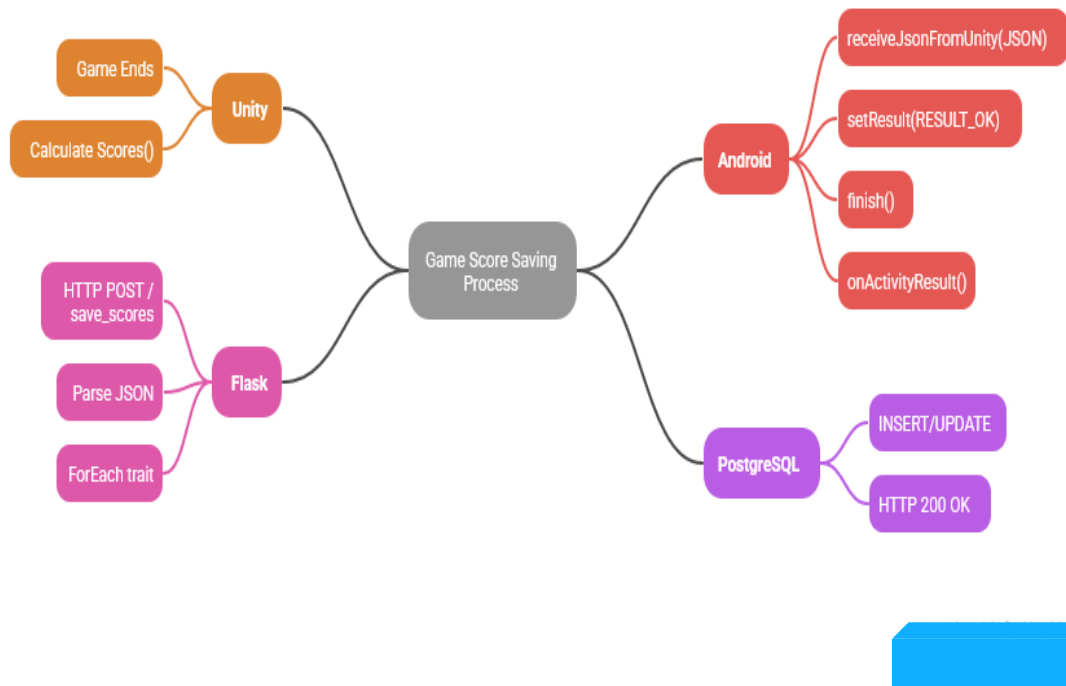 Game Score Saving
Process
Unity
Game Ends
Calculate Scores()
Flask
HTTP POST /
save_scores
Parse JSON
ForEach trait
Android
receiveJsonFromUnity(JSON)
setResult(RESULT_OK)
finish()
onActivityResult()
PostgreSQL
INSERT/UPDATE
HTTP 200 OK